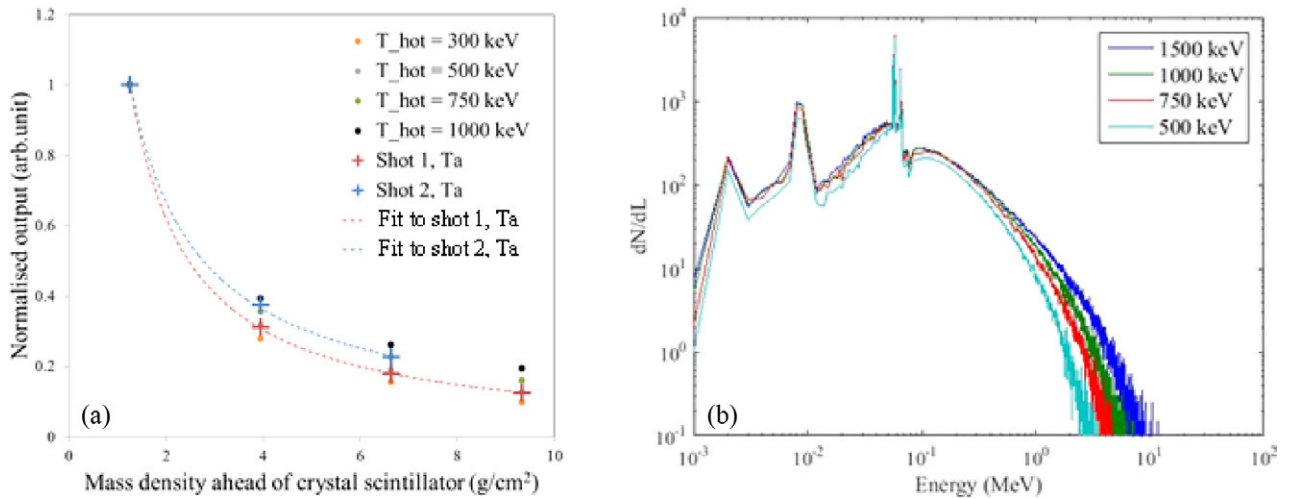 1.2
1
0.8
0.6
0.4
0.2
0
0
2
4
6
8
10
Normalised output (arb.unit)
Mass density ahead of crystal scintillator (g/cm²)
T_hot = 300 keV
T_hot = 500 keV
T_hot = 750 keV
T_hot = 1000 keV
Shot 1, Ta
Shot 2, Ta
Fit to shot 1, Ta
Fit to shot 2, Ta
(a)
10⁴
10³
10²
10¹
10⁰
10⁻¹
10⁻³
10⁻²
10⁻¹
10⁰
10¹
10²
dN/dL
Energy (MeV)
1500 keV
1000 keV
750 keV
500 keV
(b)